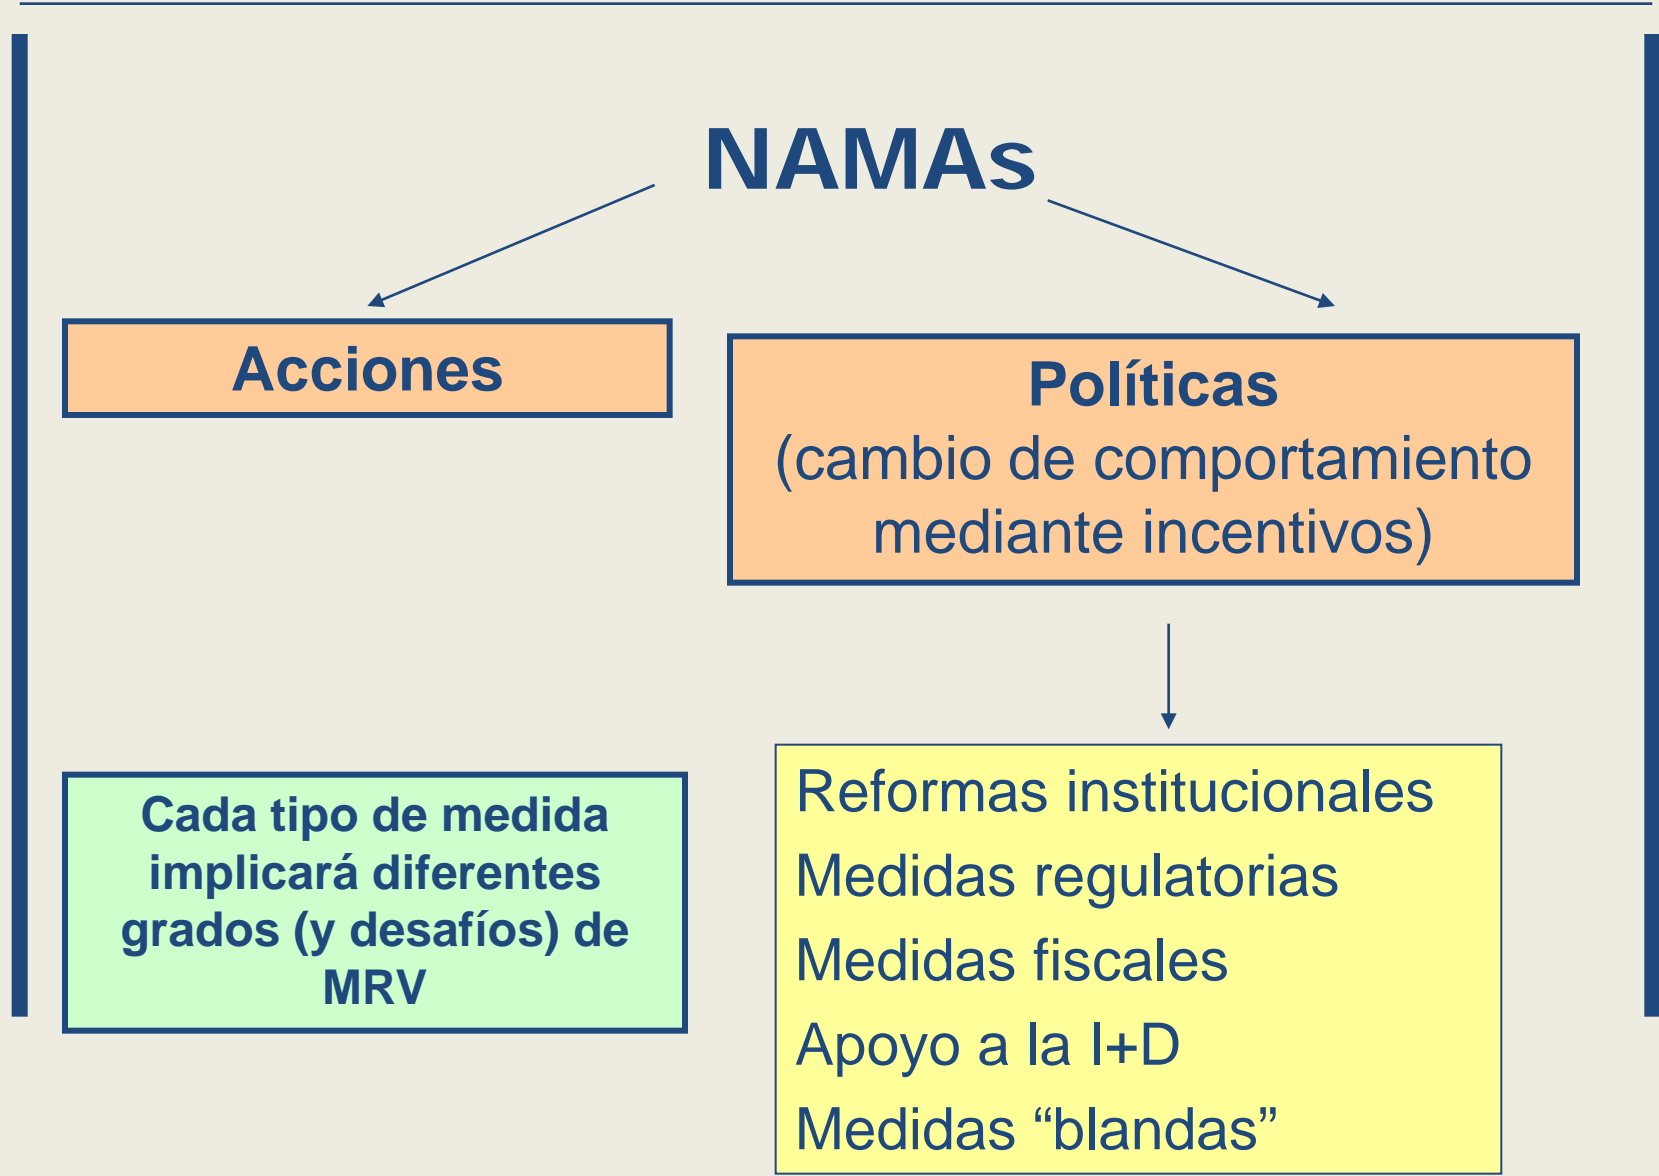 NAMAs
Acciones
Políticas
(cambio de comportamiento
mediante incentivos)
Cada tipo de medida
implicará diferentes
grados (y desafíos) de
MRV
Reformas institucionales
Medidas regulatorias
Medidas fiscales
Apoyo a la I+D
Medidas “blandas”